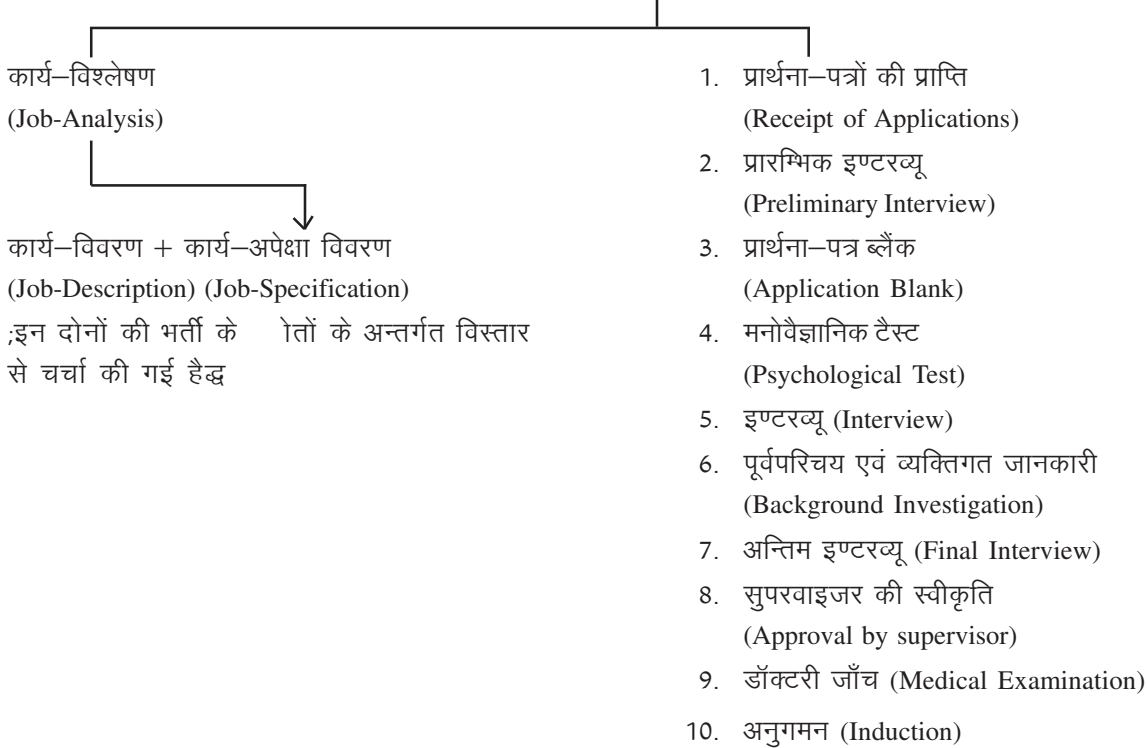 कार्य–विश्लेषण
(Job-Analysis)
कार्य–विवरण + कार्य–अपेक्षा विवरण
(Job-Description) (Job-Specification)
;इन दोनों की भर्ती के ोतों के अन्तर्गत विस्तार
से चर्चा की गई हैद्ध
1. प्रार्थना–पत्रों की प्राप्ति
(Receipt of Applications)
2. प्रारम्भिक इण्टरव्यू
(Preliminary Interview)
3. प्रार्थना–पत्र ब्लैंक
(Application Blank)
4. मनोवैज्ञानिक टैस्ट
(Psychological Test)
5. इण्टरव्यू (Interview)
6. पूर्वपरिचय एवं व्यक्तिगत जानकारी
(Background Investigation)
7. अन्तिम इण्टरव्यू (Final Interview)
8. सुपरवाइजर की स्वीकृति
(Approval by supervisor)
9. डॉक्टरी जाँच (Medical Examination)
10. अनुगमन (Induction)